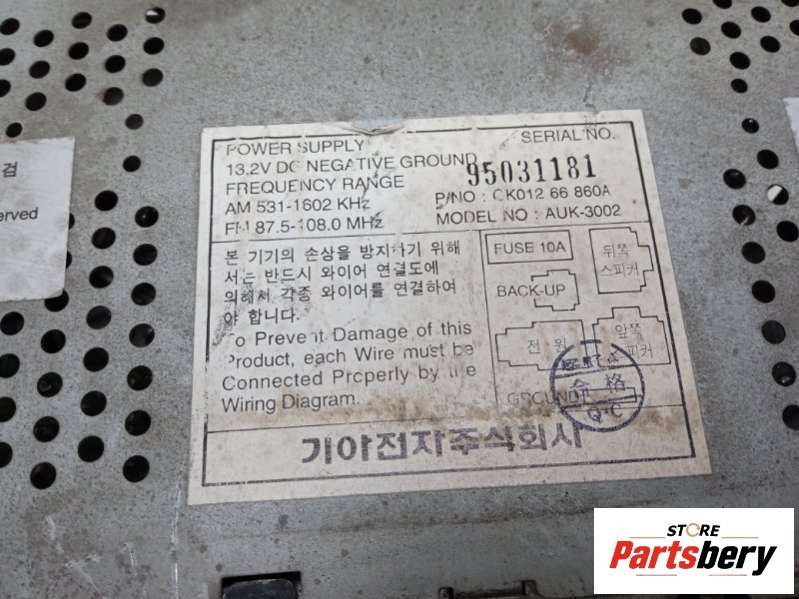 POWER SUPPLY
13.2V DC NEGATIVE GROUND
FREQUENCY RANGE
AM 531-1602 KHz
FM 87.5-108.0 MHz
SERIAL NO.
95031181
P/NO : CK012 66 860A
MODEL NO : AUK-3002
본 기기의 손상을 방지하기 위해
서는 반드시 와이어 연결도에
의해서 각종 와이어를 연결하여
야 합니다.
To Prevent Damage of this
Product, each Wire must be
Connected Properly by the
Wiring Diagram.
FUSE 10A
뒤쪽
스피커
BACK-UP
전 원
앞쪽
스피커
GROUND
合格
Q·C
기아전자주식회사
검
served
STORE
Partsbery